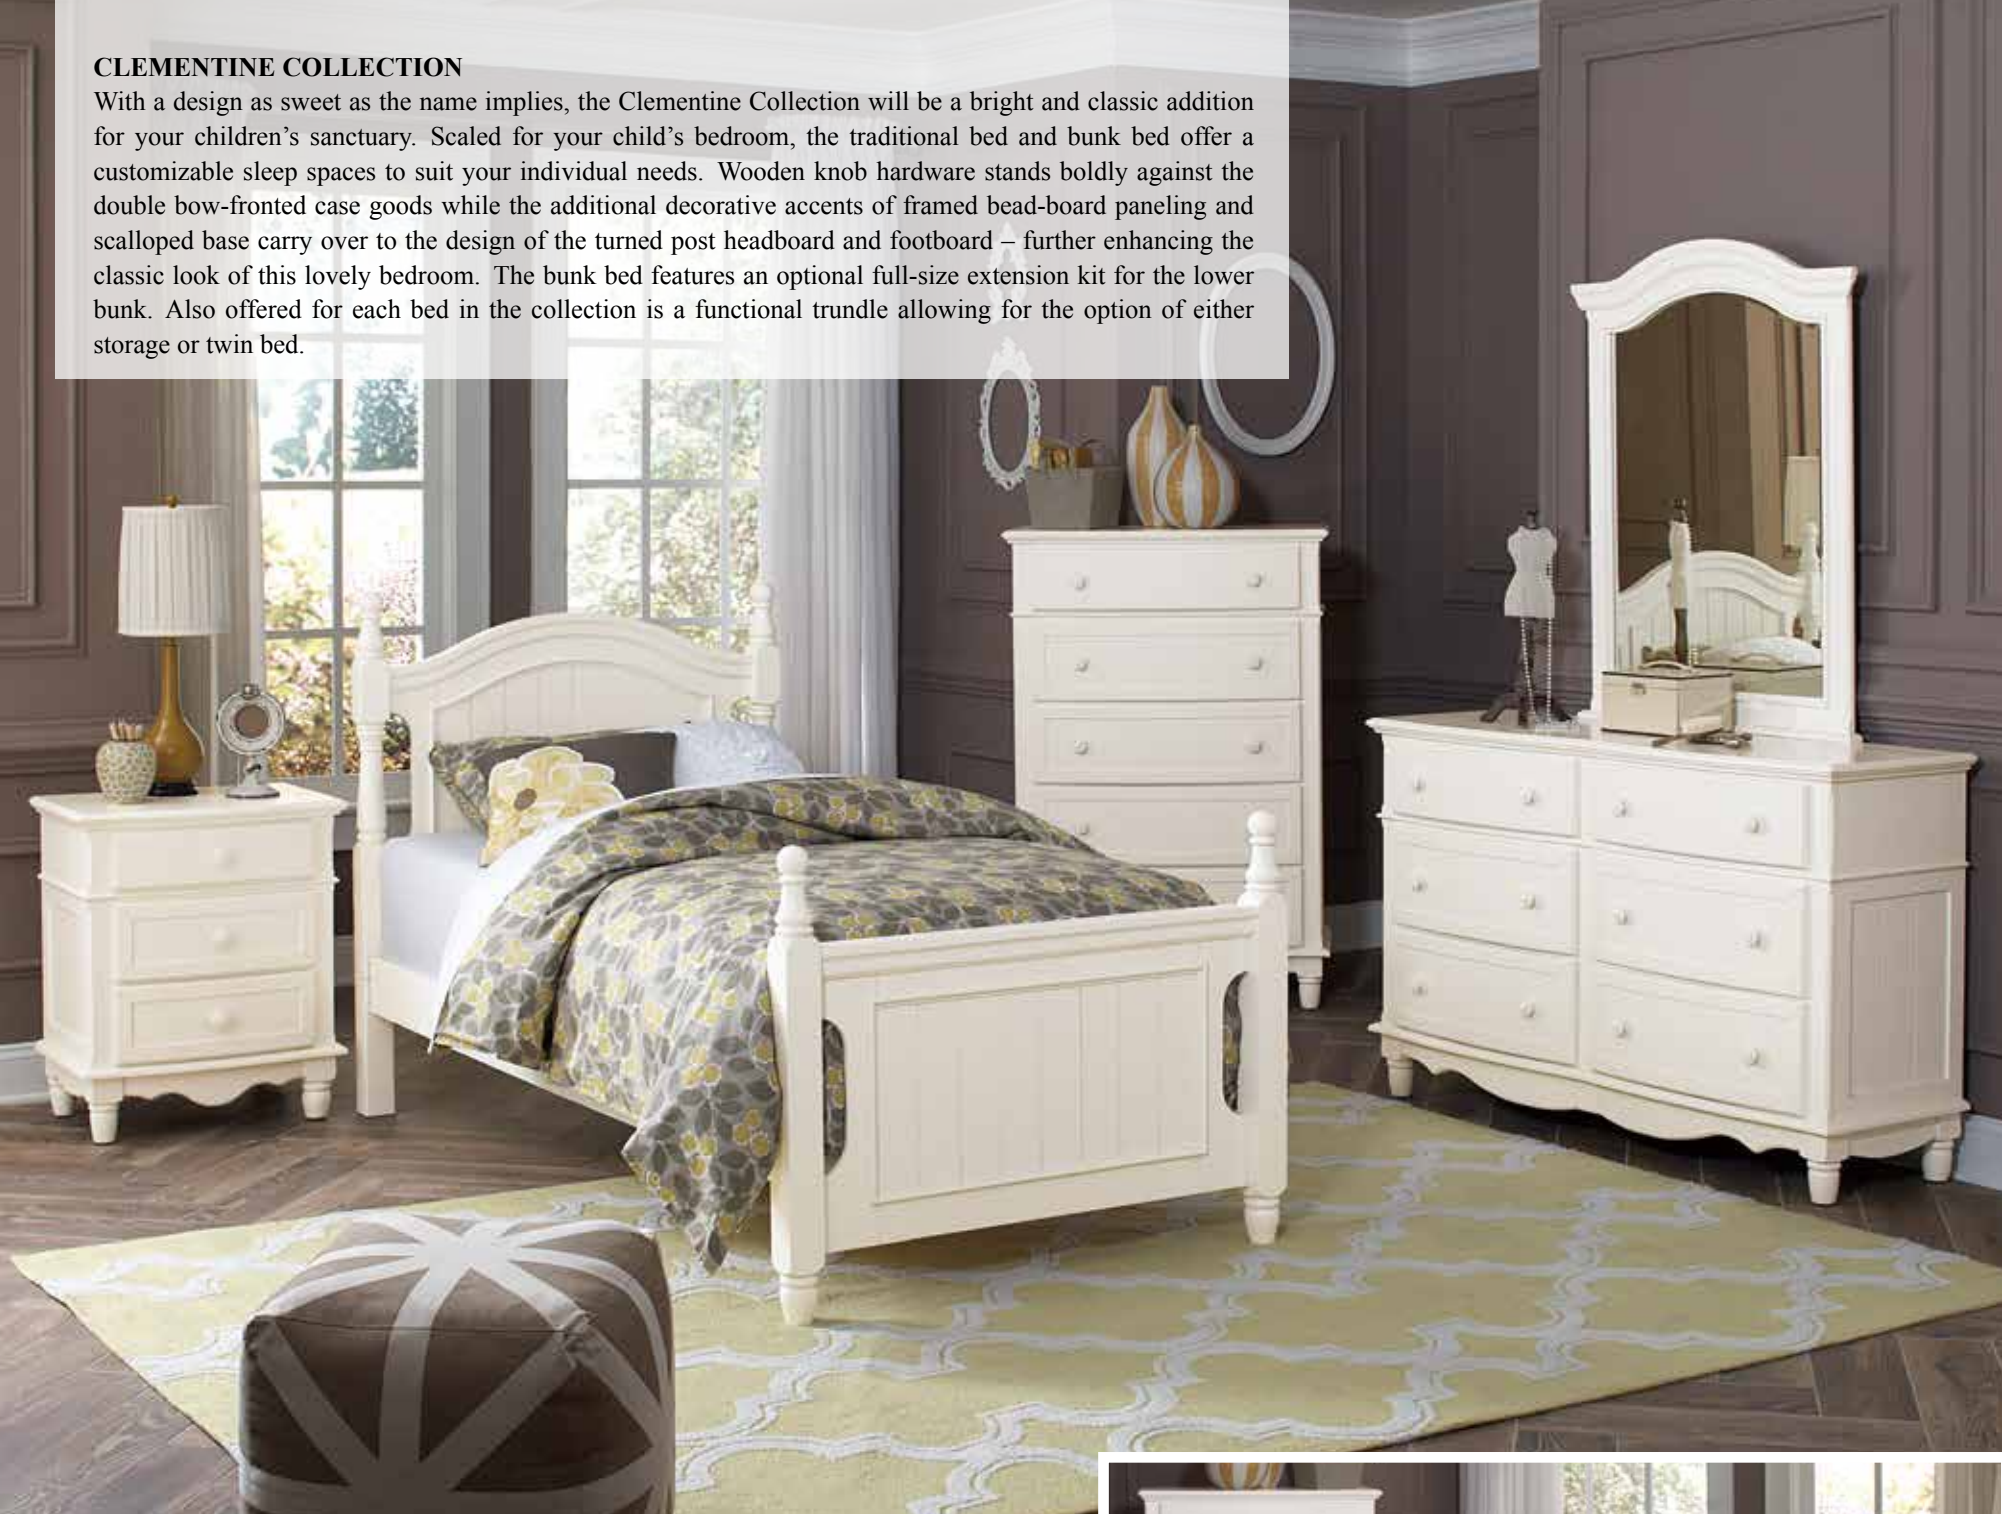 CLEMENTINE COLLECTION
With a design as sweet as the name implies, the Clementine Collection will be a bright and classic addition
for your children’s sanctuary. Scaled for your child’s bedroom, the traditional bed and bunk bed offer a
customizable sleep spaces to suit your individual needs. Wooden knob hardware stands boldly against the
double bow-fronted case goods while the additional decorative accents of framed bead-board paneling and
scalloped base carry over to the design of the turned post headboard and footboard – further enhancing the
classic look of this lovely bedroom. The bunk bed features an optional full-size extension kit for the lower
bunk. Also offered for each bed in the collection is a functional trundle allowing for the option of either
storage or twin bed.